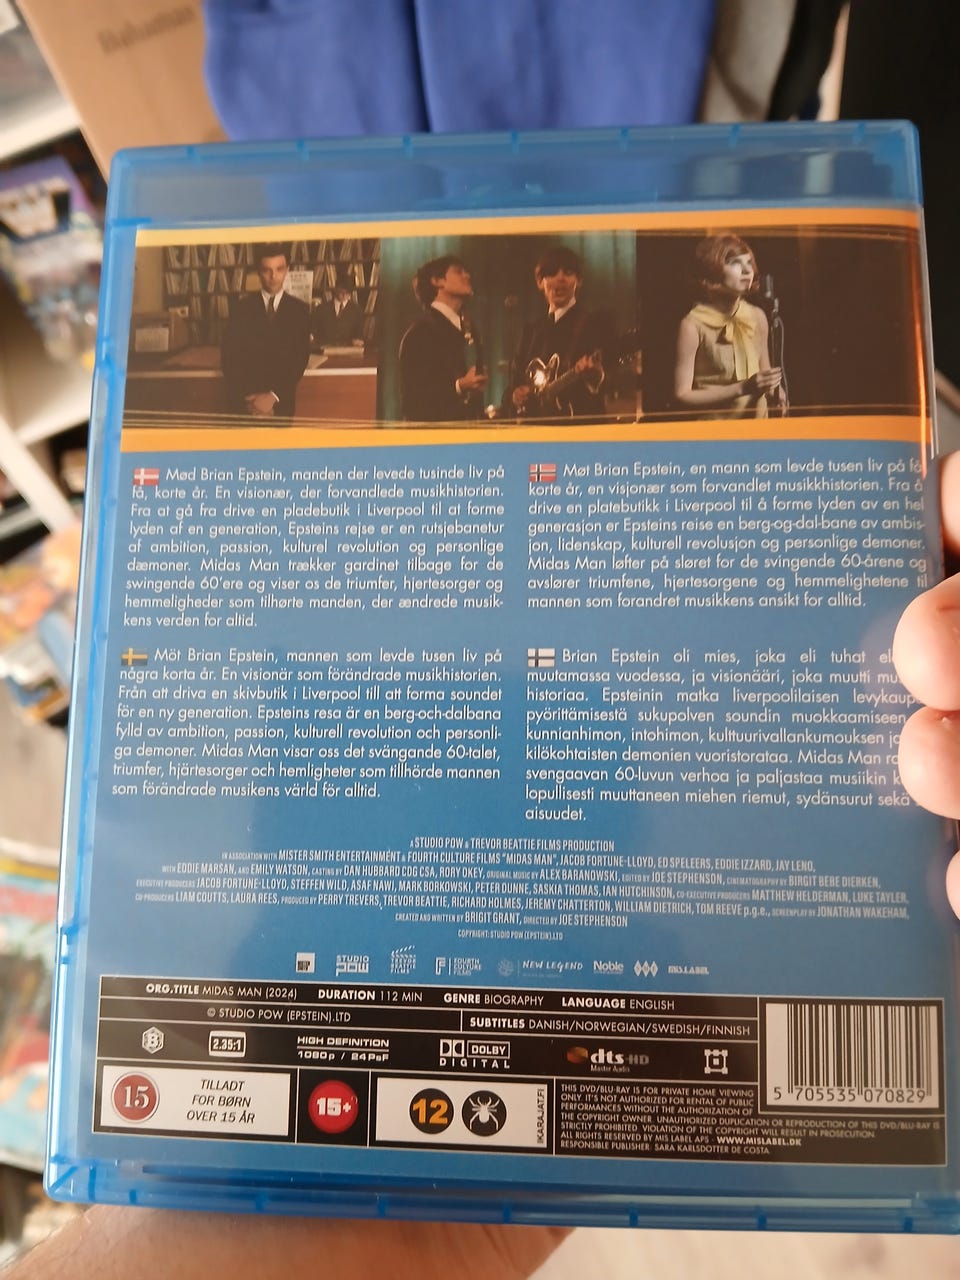 Mød Brian Epstein, manden der levede tusinde liv på
få, korte år. En visionær, der forvandlede musikhistorien.
Fra at gå fra drive en pladebutik i Liverpool til at forme
lyden af en generation, Epsteins rejse er en rutsjebanetur
af ambition, passion, kulturel revolution og personlige
dæmoner. Midas Man trækker gardinet tilbage for de
swingende 60'ere og viser os de triumfer, hjertesorger og
hemmeligheder som tilhørte manden, der ændrede musik-
kens verden for altid.
Møt Brian Epstein, en mann som levde tusen liv på få
korte år, en visjonær som forvandlet musikkhistorien. Fra å
drive en platebutikk i Liverpool til å forme lyden av en hel
generasjon er Epsteins reise en berg-og-dal-bane av ambis-
jon, lidenskap, kulturell revolusjon og personlige demoner.
Midas Man løfter på sløret for de svingende 60-årene og
avslører triumfene, hjertesorgene og hemmelighetene til
mannen som forandret musikkens ansikt for alltid.
Möt Brian Epstein, mannen som levde tusen liv på
några korta år. En visionär som förändrade musikhistorien.
Från att driva en skivbutik i Liverpool till att forma soundet
för en ny generation. Epsteins resa är en berg-och-dalbana
fylld av ambition, passion, kulturell revolution och personli-
ga demoner. Midas Man visar oss det svängande 60-talet,
triumfer, hjärtesorger och hemligheter som tillhörde mannen
som förändrade musikens värld för alltid.
Brian Epstein oli mies, joka eli tuhat el
muutamassa vuodessa, ja visionääri, joka muutti mu
historiaa. Epsteinin matka liverpoolilaisen levykaup
pyörittämisestä sukupolven soundin muokkaamiseen
kunnianhimon, intohimon, kulttuurivallankumouksen ja
kilökohtaisten demonien vuoristorataa. Midas Man ra
svengaavan 60-luvun verhoa ja paljastaa musiikin k
lopullisesti muuttaneen miehen riemut, sydänsurut sekä
aisuudet.
A STUDIO POW & TREVOR BEATTIE FILMS PRODUCTION
IN ASSOCIATION WITH MISTER SMITH ENTERTAINMENT & FOURTH CULTURE FILMS "MIDAS MAN", JACOB FORTUNE-LLOYD, ED SPELEERS, EDDIE IZZARD, JAY LENO,
WITH EDDIE MARSAN, AND EMILY WATSON, CASTING BY DAN HUBBARD CDG CSA, RORY OKEY, ORIGINAL MUSIC BY ALEX BARANOWSKI, EDITED BY JOE STEPHENSON, CINEMATOGRAPHY BY BIRGIT BEBE DIERKEN,
EXECUTIVE PRODUCERS JACOB FORTUNE-LLOYD, STEFFEN WILD, ASAF NAWI, MARK BORKOWSKI, PETER DUNNE, SASKIA THOMAS, IAN HUTCHINSON, CO-EXECUTIVE PRODUCERS MATTHEW HELDERMAN, LUKE TAYLER,
CO-PRODUCERS LIAM COUTTS, LAURA REES, PRODUCED BY PERRY TREVERS, TREVOR BEATTIE, RICHARD HOLMES, JEREMY CHATTERTON, WILLIAM DIETRICH, TOM REEVE p.g.e., SCREENPLAY BY JONATHAN WAKEHAM,
CREATED AND WRITTEN BY BRIGIT GRANT, DIRECTED BY JOE STEPHENSON
COPYRIGHT: STUDIO POW (EPSTEIN).LTD
STUDIO POW TREVOR BEATTIE FILMS FOURTH CULTURE FILMS NEW LEGEND Noble MIS.LABEL
ORG.TITLE MIDAS MAN (2024) DURATION 112 MIN GENRE BIOGRAPHY LANGUAGE ENGLISH
© STUDIO POW (EPSTEIN).LTD SUBTITLES DANISH/NORWEGIAN/SWEDISH/FINNISH
B 2.35:1 HIGH DEFINITION 1080p / 24PsF DOLBY DIGITAL dts-HD Master Audio
5 705535 070829
15 TILLADT
FOR BØRN
OVER 15 ÅR
15+
12
IKARAJAT.FI
THIS DVD/BLU-RAY IS FOR PRIVATE HOME VIEWING
ONLY. IT'S NOT AUTHORIZED FOR RENTAL OF PUBLIC
PERFORMANCES WITHOUT THE AUTHORIZATION OF
THE COPYRIGHT OWNER. UNAUTHORIZED DUPLICATION OR REPRODUCTION OF THIS DVD/BLU-RAY IS
STRICTLY PROHIBITED. VIOLATION OF THE COPYRIGHT WILL RESULT IN PROSECUTION.
ALL RIGHTS RESERVED BY MIS LABEL APS - WWW.MISLABEL.DK
RESPONSIBLE PUBLISHER: SARA KARLSDOTTER DE COSTA